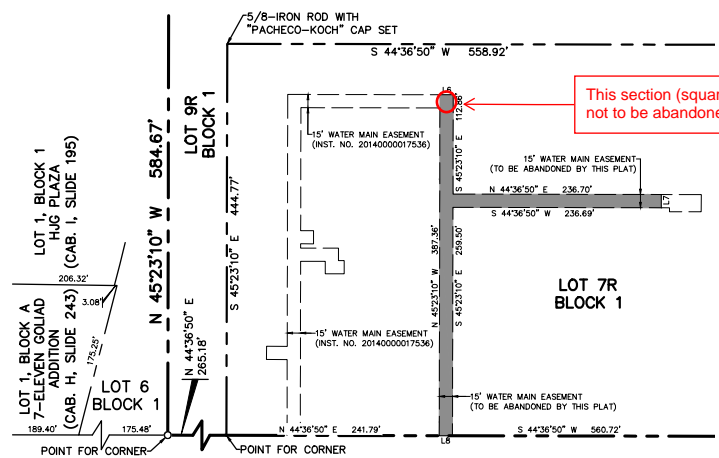 5/8-IRON ROD WITH
"PACHECO-KOCH" CAP SET
S 44°36'50" W 558.92'
L6
This section (squar
not to be abandone
112.86'
S 45°23'10" E
15' WATER MAIN EASEMENT
(INST. NO. 20140000017536)
15' WATER MAIN EASEMENT
(TO BE ABANDONED BY THIS PLAT)
N 44°36'50" E 236.70'
S 44°36'50" W 236.69'
L7
LOT 1, BLOCK 1
HJG PLAZA
(CAB. I, SLIDE 195)
N 45°23'10" W 584.67'
LOT 9R
BLOCK 1
S 45°23'10" E 444.77'
N 45°23'10" W 387.36'
S 45°23'10" E 259.50'
LOT 7R
BLOCK 1
206.32'
3.08'
175.25'
LOT 1, BLOCK A
7-ELEVEN GOLIAD
ADDITION
(CAB. H, SLIDE 243)
N 44°36'50" E
265.18'
15' WATER MAIN EASEMENT
(INST. NO. 20140000017536)
LOT 6
BLOCK 1
15' WATER MAIN EASEMENT
(TO BE ABANDONED BY THIS PLAT)
189.40'
175.48'
N 44°36'50" E 241.79'
L8
S 44°36'50" W 560.72'
POINT FOR CORNER
POINT FOR CORNER